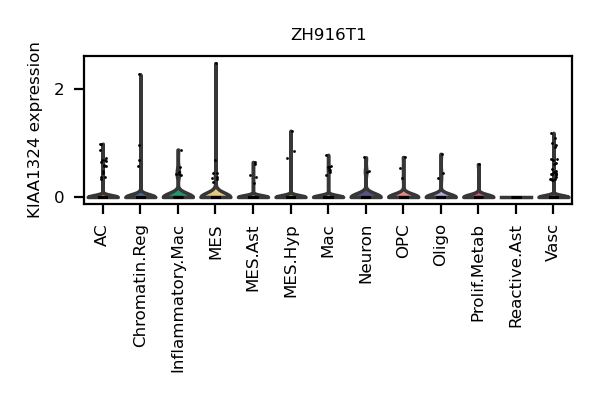 ZH916T1
KIAA1324 expression
2
0
AC
Chromatin.Reg
Inflammatory.Mac
MES
MES.Ast
MES.Hyp
Mac
Neuron
OPC
Oligo
Prolif.Metab
Reactive.Ast
Vasc